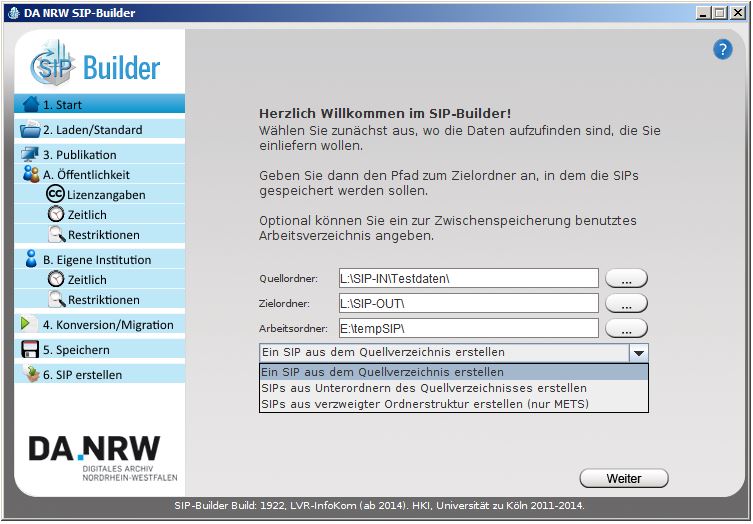 DA NRW SIP-Builder
SIP Builder
?
1. Start
2. Laden/Standard
3. Publikation
A. Öffentlichkeit
CC Lizenzangaben
Zeitlich
Restriktionen
B. Eigene Institution
Zeitlich
Restriktionen
4. Konversion/Migration
5. Speichern
6. SIP erstellen
DA.NRW
DIGITALES ARCHIV
NORDRHEIN-WESTFALEN
Herzlich Willkommen im SIP-Builder!
Wählen Sie zunächst aus, wo die Daten aufzufinden sind, die Sie
einliefern wollen.
Geben Sie dann den Pfad zum Zielordner an, in dem die SIPs
gespeichert werden sollen.
Optional können Sie ein zur Zwischenspeicherung benutztes
Arbeitsverzeichnis angeben.
Quellordner: L:\SIP-IN\Testdaten\ ...
Zielordner: L:\SIP-OUT\ ...
Arbeitsordner: E:\tempSIP\ ...
Ein SIP aus dem Quellverzeichnis erstellen
Ein SIP aus dem Quellverzeichnis erstellen
SIPs aus Unterordnern des Quellverzeichnisses erstellen
SIPs aus verzweigter Ordnerstruktur erstellen (nur METS)
Weiter
SIP-Builder Build: 1922, LVR-InfoKom (ab 2014). HKI, Universität zu Köln 2011-2014.